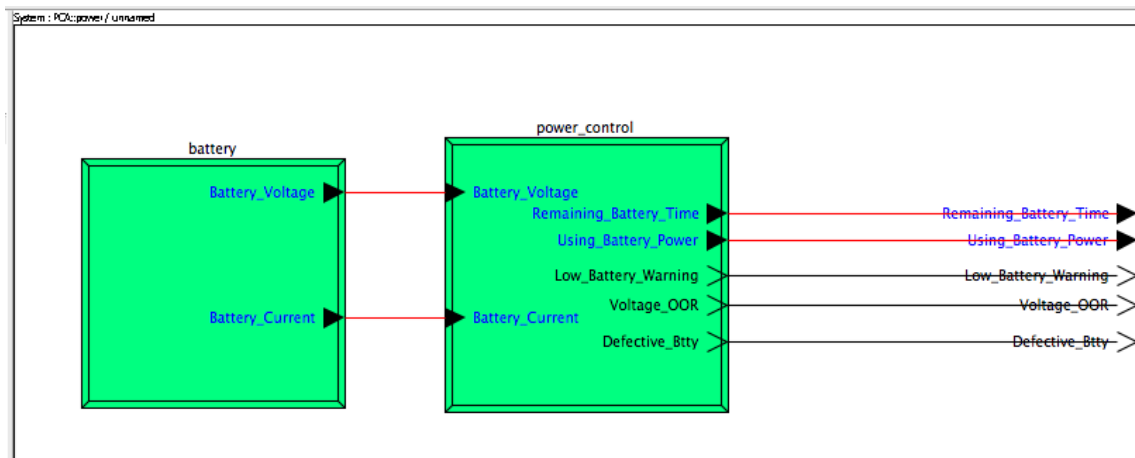 System : PCA::power / unnamed
power_control
battery
Battery_Voltage
Battery_Voltage
Remaining_Battery_Time
Remaining_Battery_Time
Using_Battery_Power
Using_Battery_Power
Low_Battery_Warning
Low_Battery_Warning
Voltage_OOR
Voltage_OOR
Battery_Current
Battery_Current
Defective_Btty
Defective_Btty